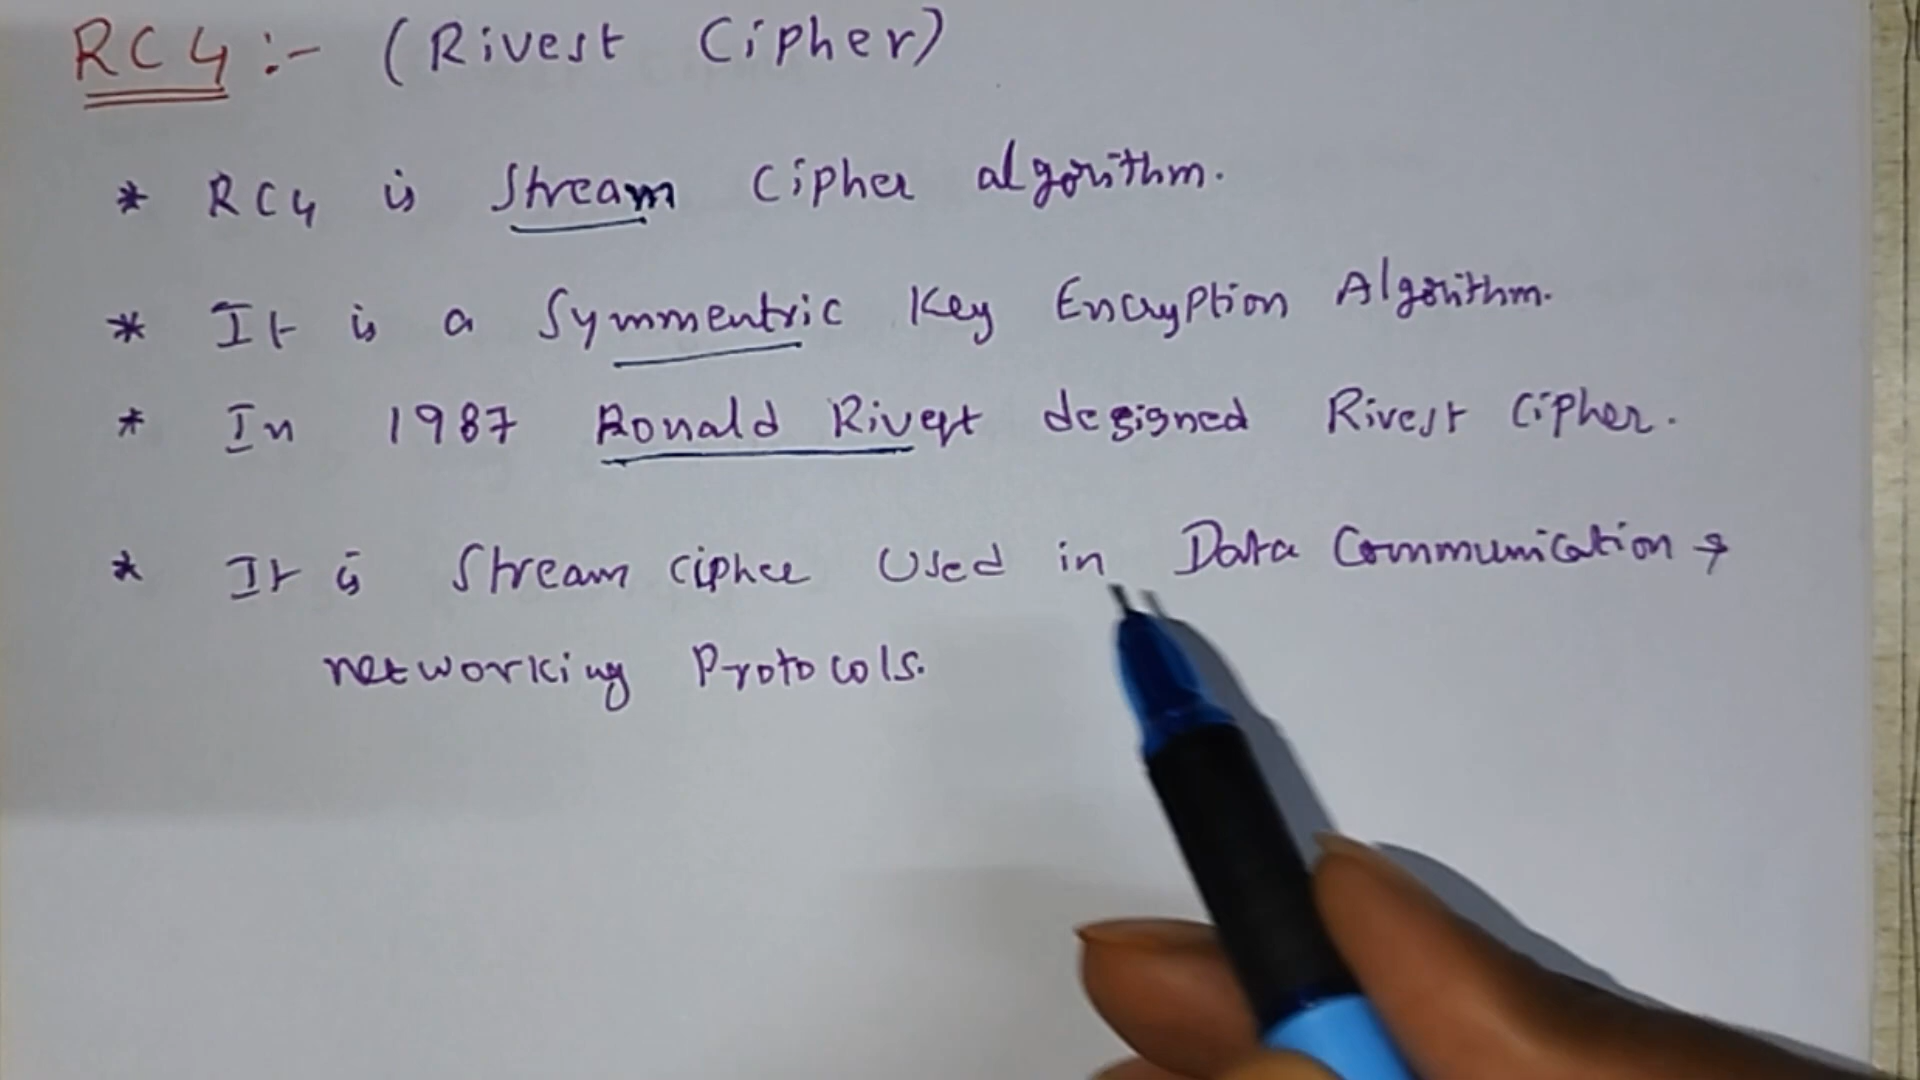 RC4 :- (Rivest Cipher)
* RC4 is Stream Cipher algorithm.
* It is a Symmentric Key Encryption Algorithm.
* In 1987 Ronald Rivest designed Rivest Cipher.
* It is Stream cipher Used in Data Communication &
networking Protocols.